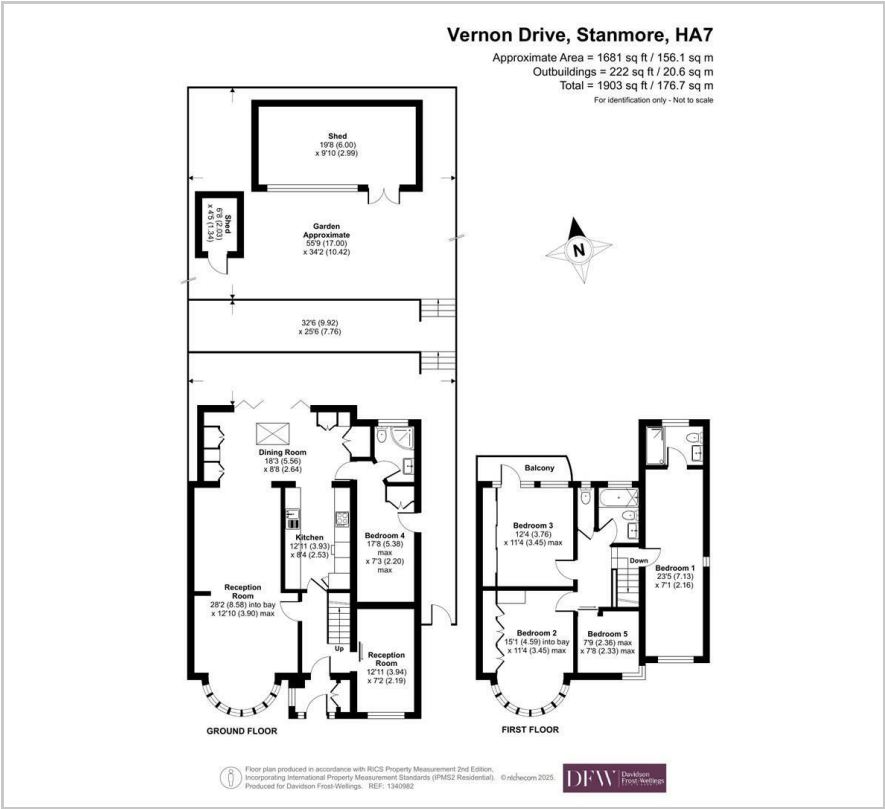 Vernon Drive, Stanmore, HA7
Approximate Area = 1681 sq ft / 156.1 sq m
Outbuildings = 222 sq ft / 20.6 sq m
Total = 1903 sq ft / 176.7 sq m
For identification only - Not to scale
Shed
19'8 (6.00)
x 9'10 (2.99)
Shed
6'8 (2.03)
x 4'5 (1.34)
Garden
Approximate
55'9 (17.00)
x 34'2 (10.42)
N
32'6 (9.92)
x 25'6 (7.76)
Dining Room
18'3 (5.56)
x 8'8 (2.64)
Kitchen
12'11 (3.93)
x 8'4 (2.53)
Bedroom 4
17'8 (5.38)
max
x 7'3 (2.20)
max
Reception
Room
28'2 (8.58) into bay
x 12'10 (3.90) max
Up
Reception
Room
12'11 (3.94)
x 7'2 (2.19)
GROUND FLOOR
Balcony
Bedroom 3
12'4 (3.76)
x 11'4 (3.45) max
Down
Bedroom 1
23'5 (7.13)
x 7'1 (2.16)
Bedroom 2
15'1 (4.59) into bay
x 11'4 (3.45) max
Bedroom 5
7'9 (2.36) max
x 7'8 (2.33) max
FIRST FLOOR
Floor plan produced in accordance with RICS Property Measurement 2nd Edition,
Incorporating International Property Measurement Standards (IPMS2 Residential). © nichecom 2025.
Produced for Davidson Frost-Wellings. REF: 1340982
DFW
Davidson
Frost-Wellings